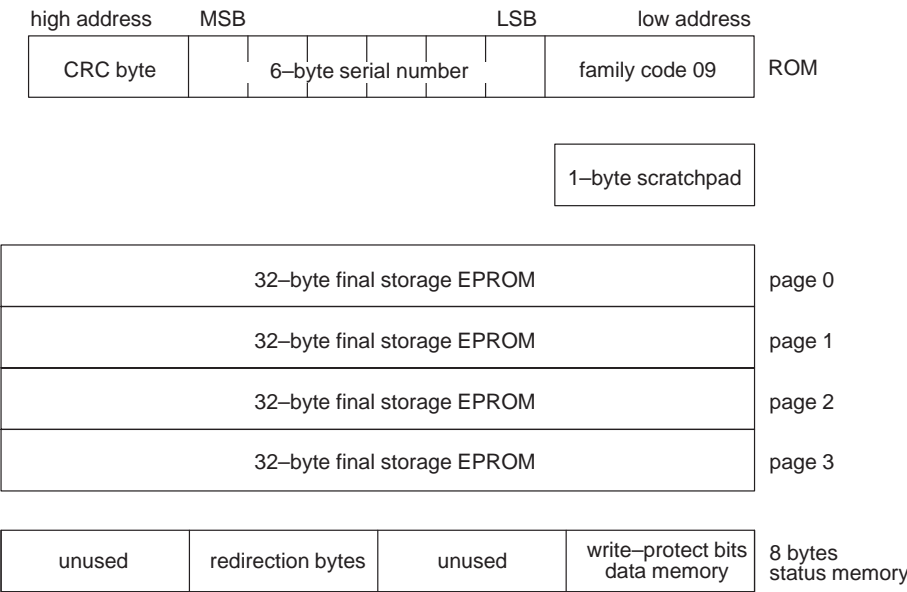 high address MSB LSB low address
CRC byte 6–byte serial number family code 09 ROM
1–byte scratchpad
32–byte final storage EPROM page 0
32–byte final storage EPROM page 1
32–byte final storage EPROM page 2
32–byte final storage EPROM page 3
unused redirection bytes unused write–protect bits
data memory 8 bytes
status memory